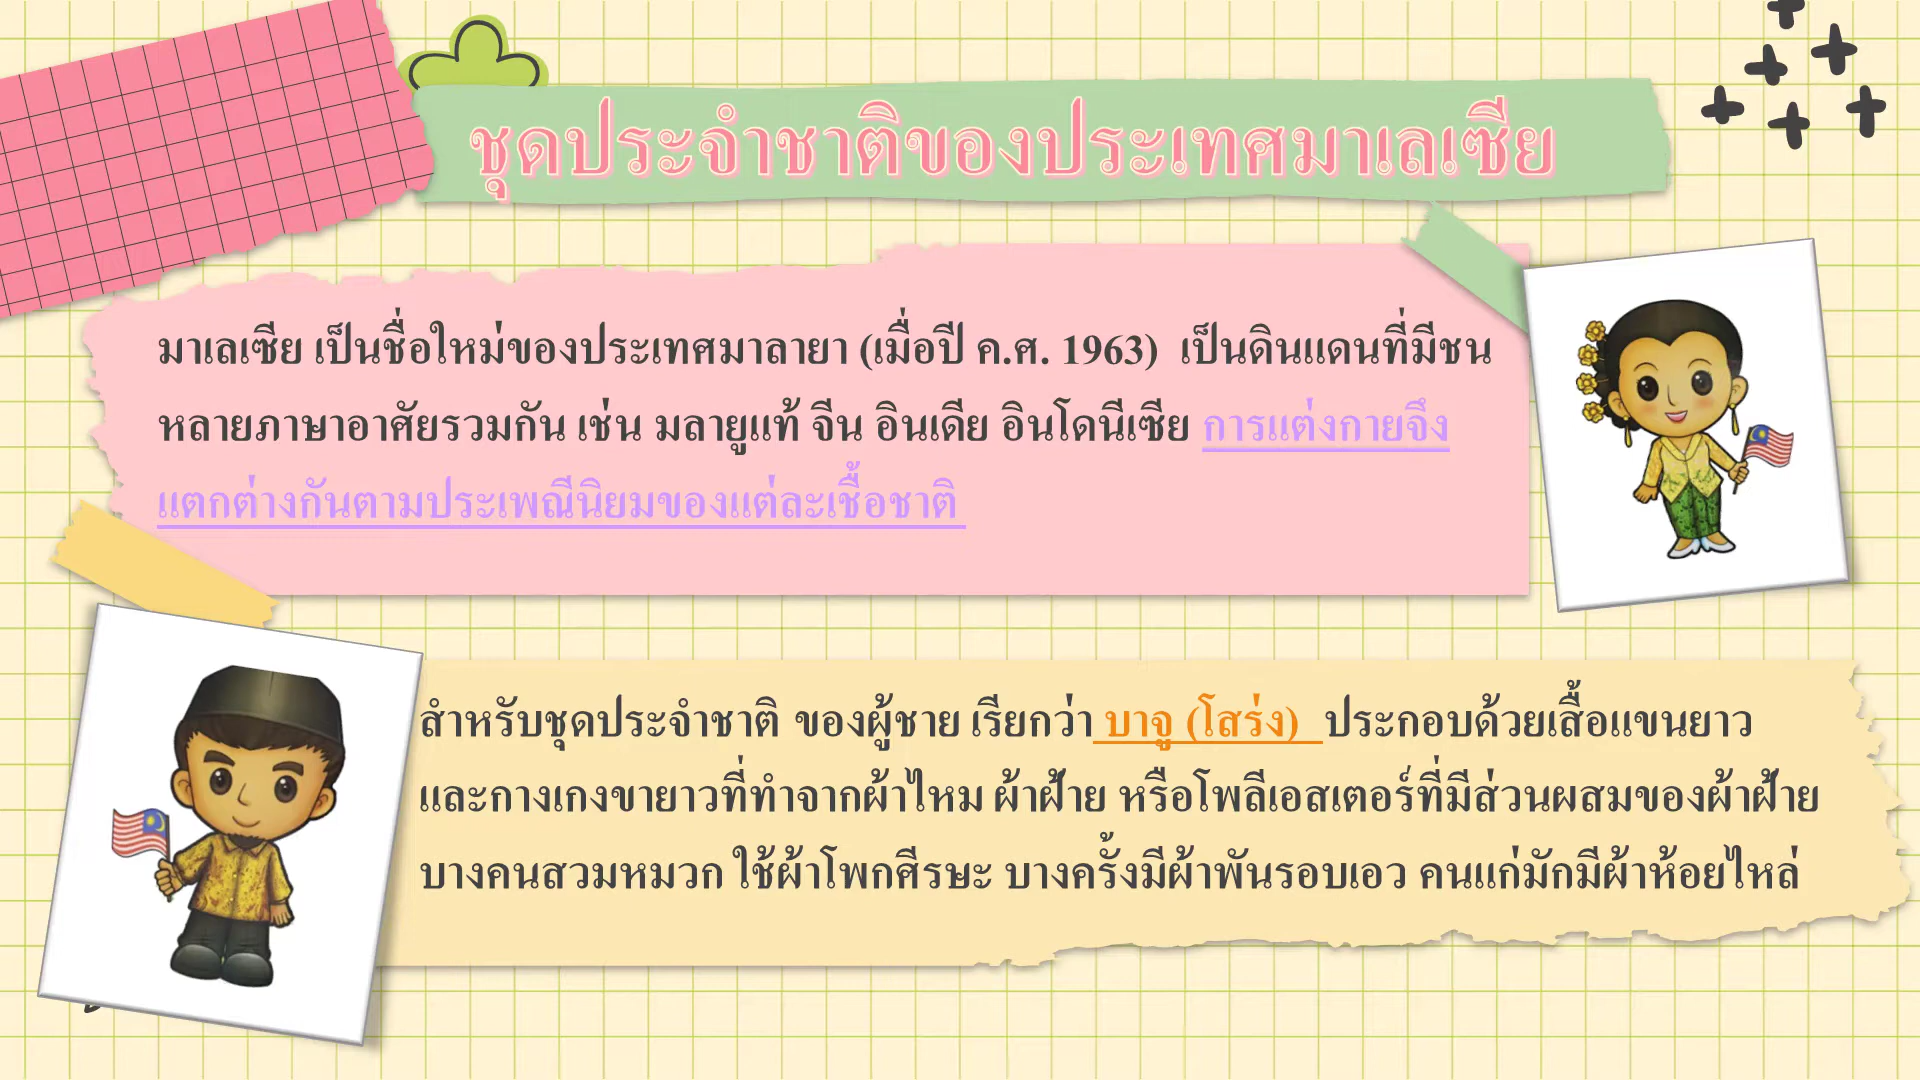 ชุดประจำชาติของประเทศมาเลเซีย
มาเลเซีย เป็นชื่อใหม่ของประเทศมาลายา (เมื่อปี ค.ศ. 1963) เป็นดินแดนที่มีชน
หลายภาษาอาศัยรวมกัน เช่น มลายูแท้ จีน อินเดีย อินโดนีเซีย การแต่งกายจึง
แตกต่างกันตามประเพณีนิยมของแต่ละเชื้อชาติ
สำหรับชุดประจำชาติ ของผู้ชาย เรียกว่า บาจู (โสร่ง) ประกอบด้วยเสื้อแขนยาว
และกางเกงขายาวที่ทำจากผ้าไหม ผ้าฝ้าย หรือโพลีเอสเตอร์ที่มีส่วนผสมของผ้าฝ้าย
บางคนสวมหมวก ใช้ผ้าโพกศีรษะ บางครั้งมีผ้าพันรอบเอว คนแก่มักมีผ้าห้อยไหล่